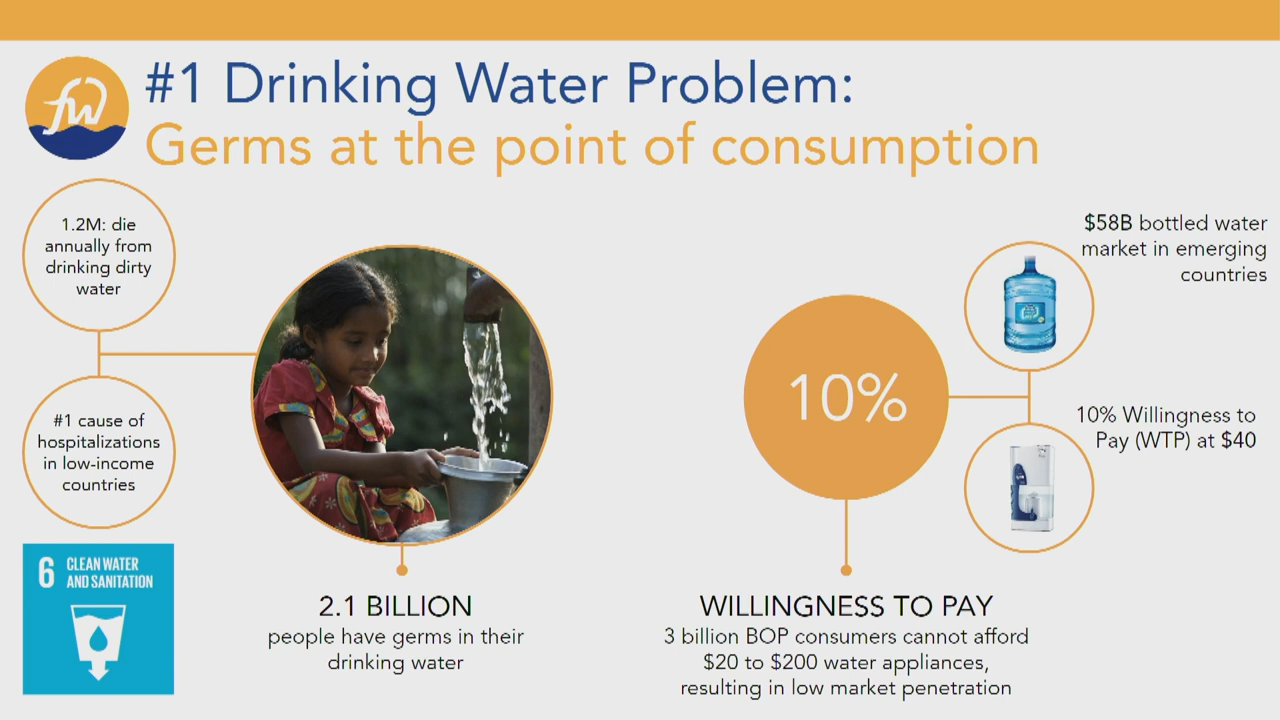 fw
#1 Drinking Water Problem:
Germs at the point of consumption
1.2M: die
annually from
drinking dirty
water
#1 cause of
hospitalizations
in low-income
countries
6 CLEAN WATER
AND SANITATION
2.1 BILLION
people have germs in their
drinking water
10%
WILLINGNESS TO PAY
3 billion BOP consumers cannot afford
$20 to $200 water appliances,
resulting in low market penetration
$58B bottled water
market in emerging
countries
10% Willingness to
Pay (WTP) at $40